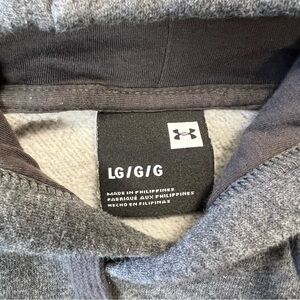 LG/G/G
MADE IN PHILIPPINES
FABRIQUÉ AUX PHILIPPINES
HECHO EN FILIPINAS